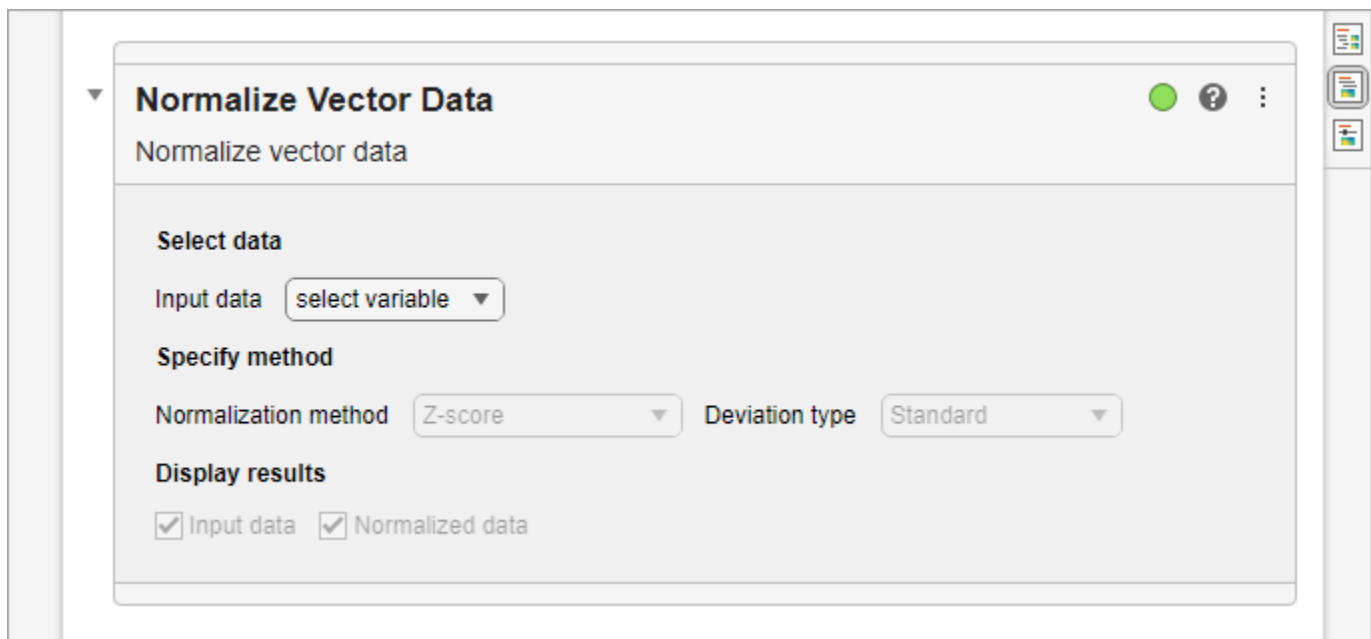 Normalize Vector Data
?
Normalize vector data
Select data
Input data select variable
Specify method
Normalization method Z-score Deviation type Standard
Display results
Input data Normalized data